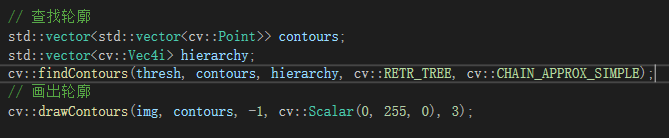 // 查找轮廓
std::vector<std::vector<cv::Point>> contours;
std::vector<cv::Vec4i> hierarchy;
cv::findContours(thresh, contours, hierarchy, cv::RETR_TREE, cv::CHAIN_APPROX_SIMPLE);
// 画出轮廓
cv::drawContours(img, contours, -1, cv::Scalar(0, 255, 0), 3);